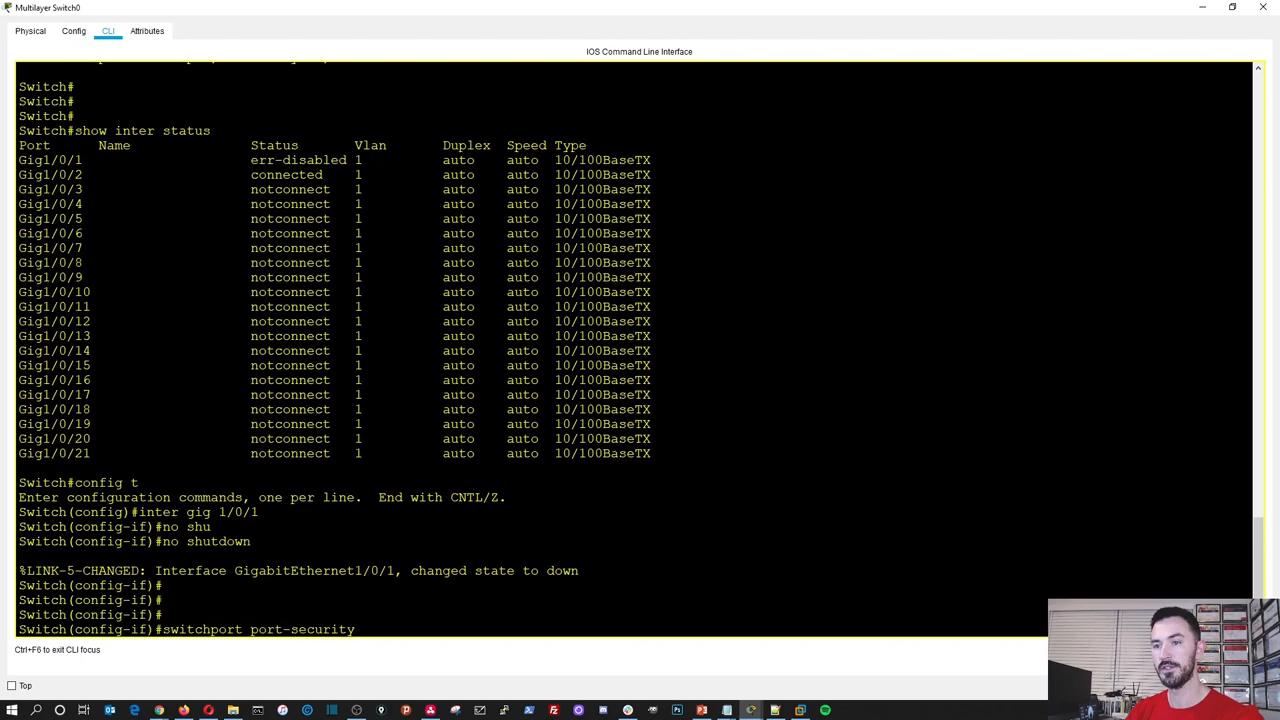 Multilayer Switch0
Physical Config CLI Attributes
IOS Command Line Interface
Switch#
Switch#
Switch#
Switch#show inter status
Port Name Status Vlan Duplex Speed Type
Gig1/0/1 err-disabled 1 auto auto 10/100BaseTX
Gig1/0/2 connected 1 auto auto 10/100BaseTX
Gig1/0/3 notconnect 1 auto auto 10/100BaseTX
Gig1/0/4 notconnect 1 auto auto 10/100BaseTX
Gig1/0/5 notconnect 1 auto auto 10/100BaseTX
Gig1/0/6 notconnect 1 auto auto 10/100BaseTX
Gig1/0/7 notconnect 1 auto auto 10/100BaseTX
Gig1/0/8 notconnect 1 auto auto 10/100BaseTX
Gig1/0/9 notconnect 1 auto auto 10/100BaseTX
Gig1/0/10 notconnect 1 auto auto 10/100BaseTX
Gig1/0/11 notconnect 1 auto auto 10/100BaseTX
Gig1/0/12 notconnect 1 auto auto 10/100BaseTX
Gig1/0/13 notconnect 1 auto auto 10/100BaseTX
Gig1/0/14 notconnect 1 auto auto 10/100BaseTX
Gig1/0/15 notconnect 1 auto auto 10/100BaseTX
Gig1/0/16 notconnect 1 auto auto 10/100BaseTX
Gig1/0/17 notconnect 1 auto auto 10/100BaseTX
Gig1/0/18 notconnect 1 auto auto 10/100BaseTX
Gig1/0/19 notconnect 1 auto auto 10/100BaseTX
Gig1/0/20 notconnect 1 auto auto 10/100BaseTX
Gig1/0/21 notconnect 1 auto auto 10/100BaseTX
Switch#config t
Enter configuration commands, one per line. End with CNTL/Z.
Switch(config)#inter gig 1/0/1
Switch(config-if)#no shu
Switch(config-if)#no shutdown
%LINK-5-CHANGED: Interface GigabitEthernet1/0/1, changed state to down
Switch(config-if)#
Switch(config-if)#
Switch(config-if)#
Switch(config-if)#switchport port-security
Ctrl+F6 to exit CLI focus
Top